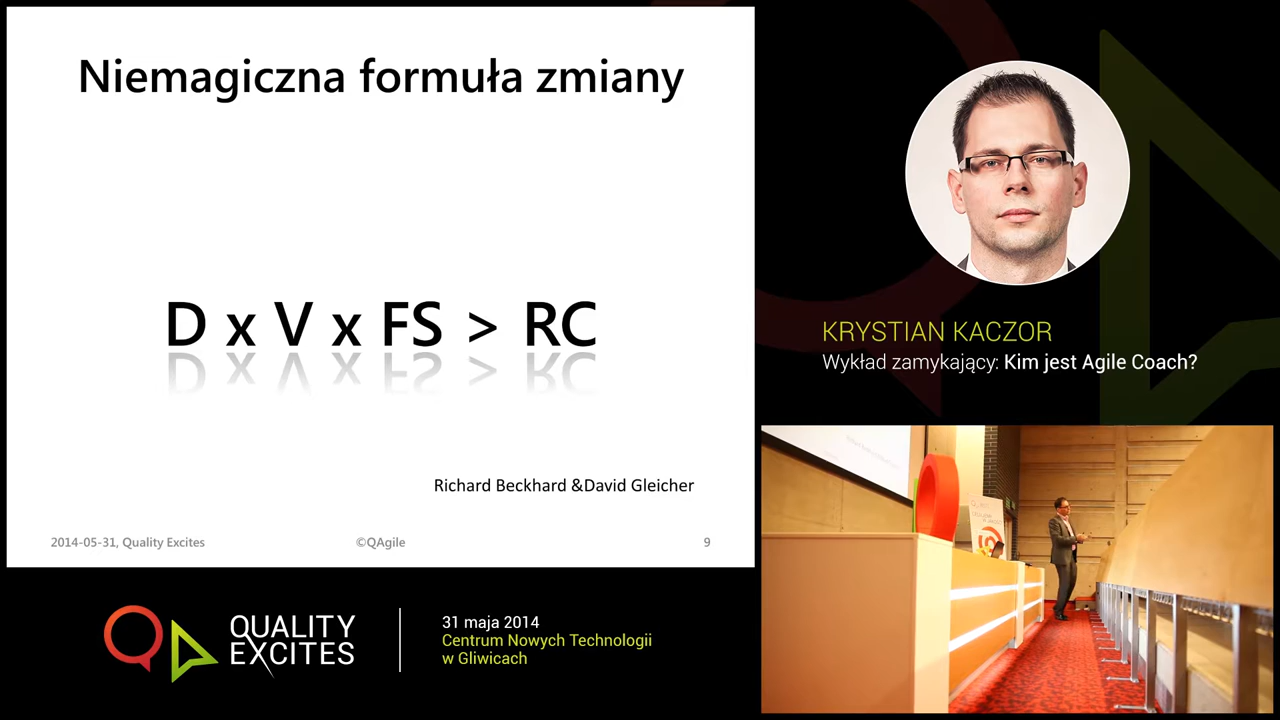 Niemagiczna formuła zmiany
D x V x FS > RC
Richard Beckhard &David Gleicher
2014-05-31, Quality Excites
©QAgile
9
KRYSTIAN KACZOR
Wykład zamykający: Kim jest Agile Coach?
QUALITY
EXCITES
31 maja 2014
Centrum Nowych Technologii
w Gliwicach